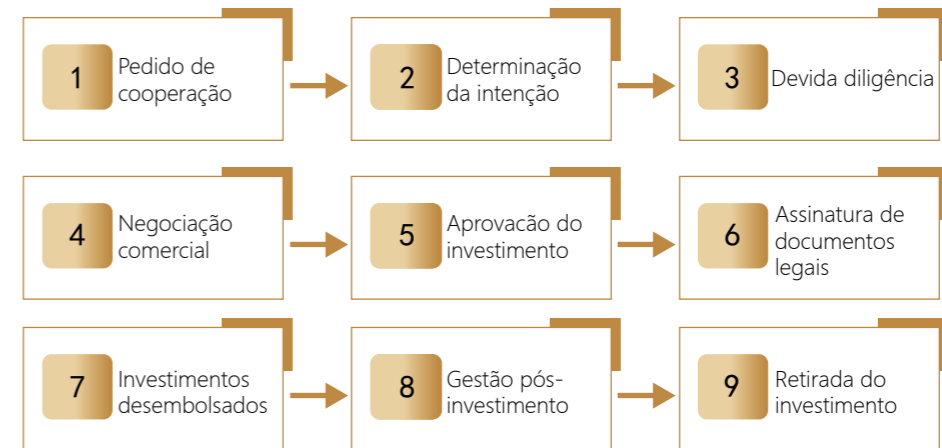 1
Pedido de
cooperação
2
Determinação
da intenção
3
Devida diligência
4
Negociação
comercial
5
Aprovacão do
investimento
6
Assinatura de
documentos
legais
7
Investimentos
desembolsados
8
Gestão pós-
investimento
9
Retirada do
investimento